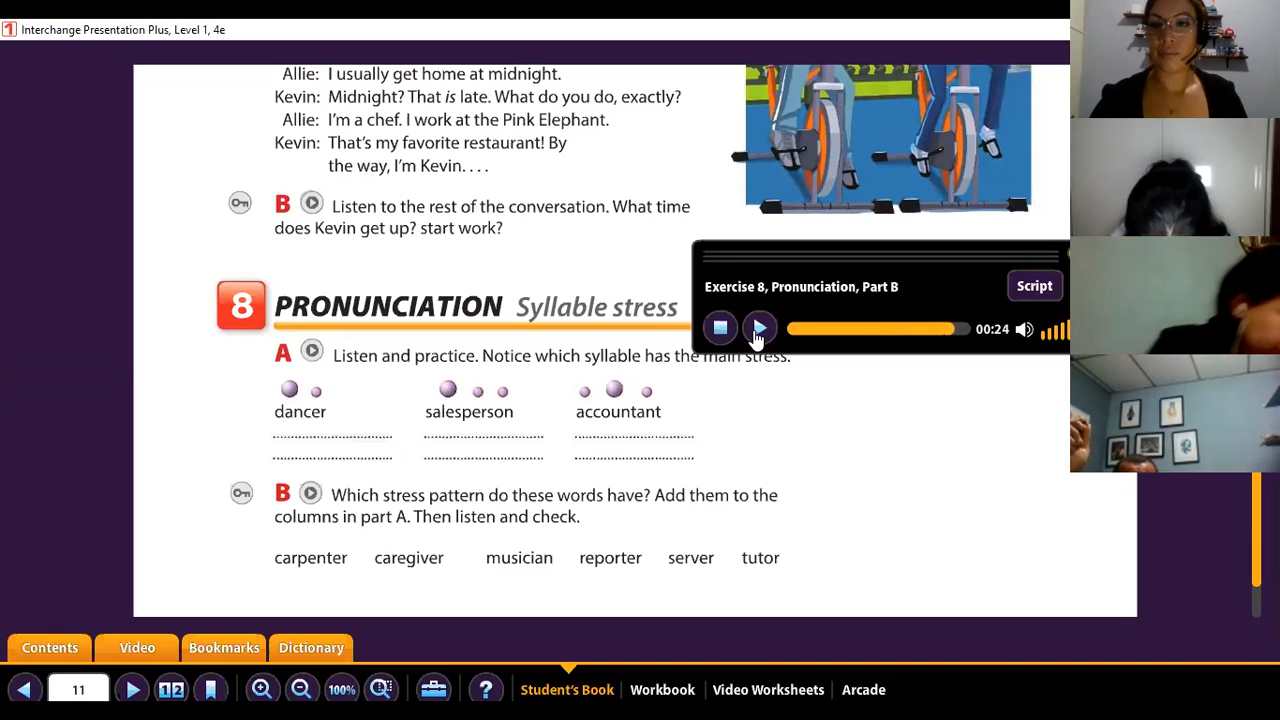 Interchange Presentation Plus, Level 1, 4e
Allie: I usually get home at midnight.
Kevin: Midnight? That is late. What do you do, exactly?
Allie: I'm a chef. I work at the Pink Elephant.
Kevin: That's my favorite restaurant! By
the way, I'm Kevin. . . .
B Listen to the rest of the conversation. What time
does Kevin get up? start work?
Exercise 8, Pronunciation, Part B
Script
00:24
8 PRONUNCIATION Syllable stress
A Listen and practice. Notice which syllable has the main stress.
dancer salesperson accountant
B Which stress pattern do these words have? Add them to the
columns in part A. Then listen and check.
carpenter caregiver musician reporter server tutor
Contents Video Bookmarks Dictionary
11 12 100% ? Student's Book Workbook Video Worksheets Arcade